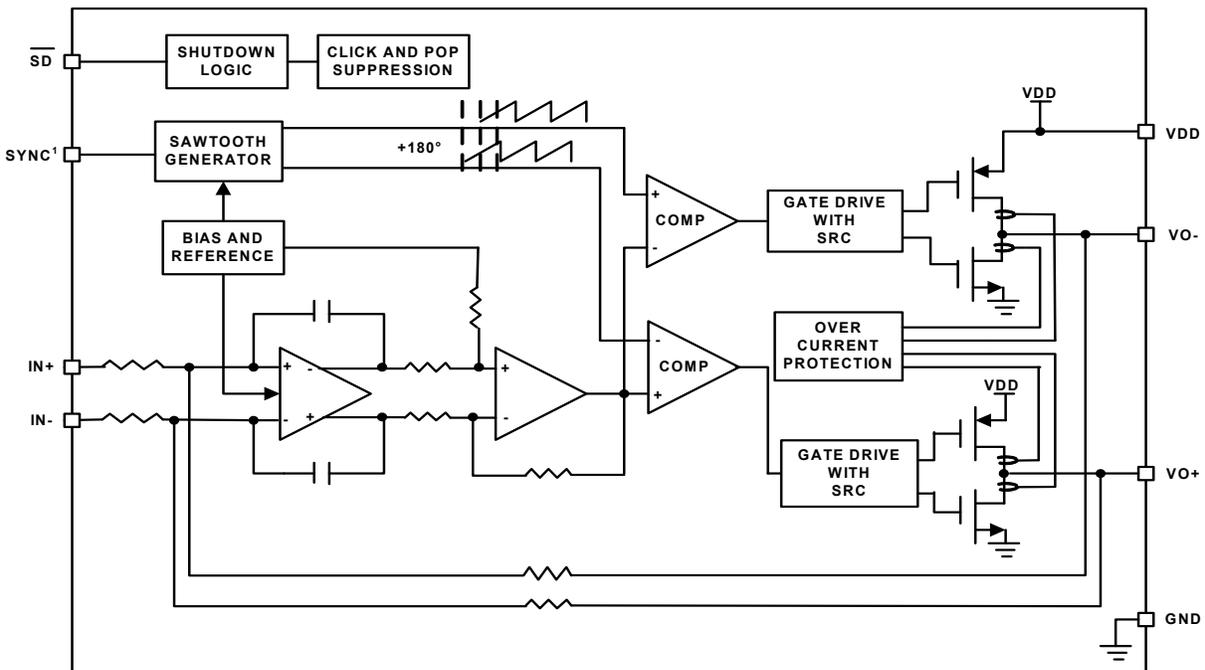 SD
SHUTDOWN
LOGIC
CLICK AND POP
SUPPRESSION
VDD
VDD
SYNC¹
SAWTOOTH
GENERATOR
+180°
+
COMP
-
GATE DRIVE
WITH
SRC
VO-
BIAS AND
REFERENCE
OVER
CURRENT
PROTECTION
-
COMP
+
IN+
+ -
+
VDD
IN-
- +
-
GATE DRIVE
WITH
SRC
VO+
GND